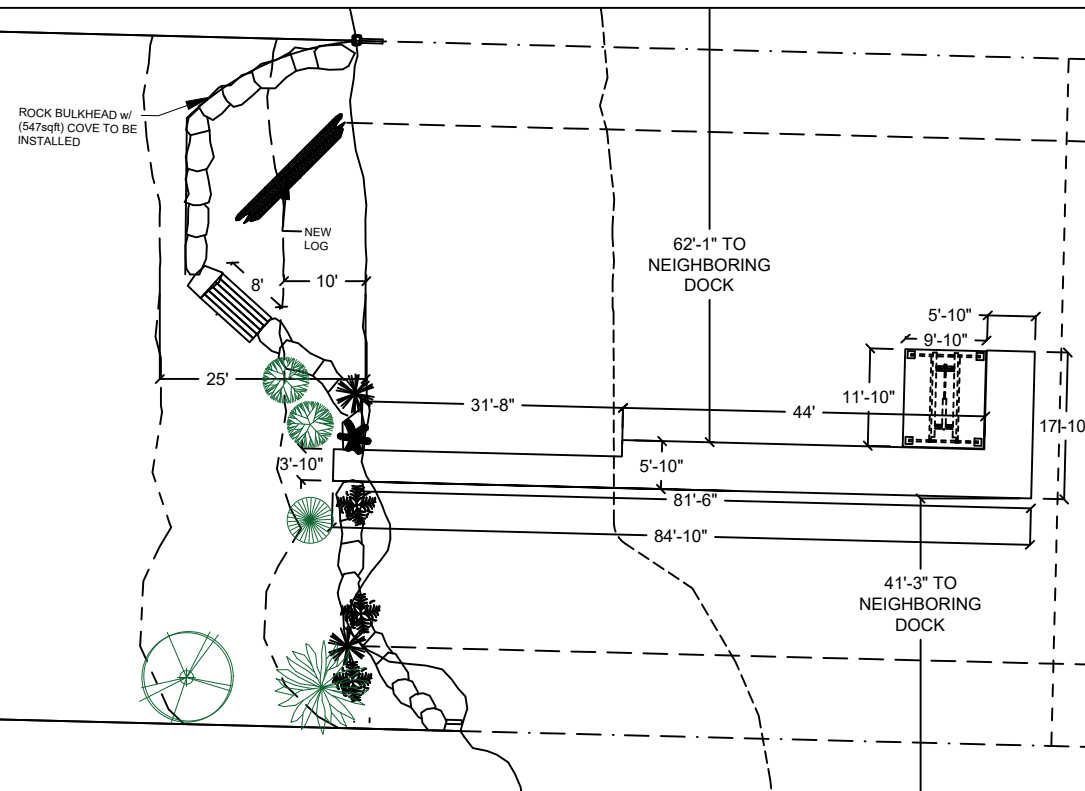 ROCK BULKHEAD w/
(547sqft) COVE TO BE
INSTALLED
NEW
LOG
8'
10'
25'
62'-1" TO
NEIGHBORING
DOCK
5'-10"
9'-10"
11'-10"
17'-10
31'-8"
44'
3'-10"
5'-10"
81'-6"
84'-10"
41'-3" TO
NEIGHBORING
DOCK